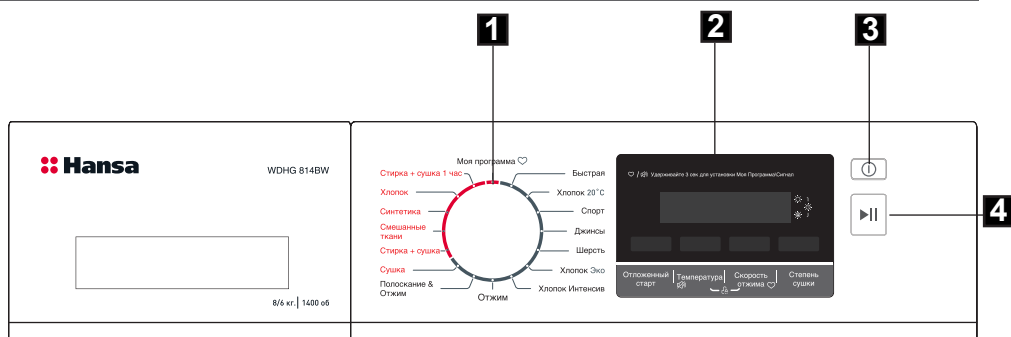 1
2
3
4
Hansa
WDHG 814BW
8/6 кг. 1400 об
Моя программа
Стирка + сушка 1 час
Хлопок
Синтетика
Смешанные
ткани
Стирка + сушка
Сушка
Полоскание &
Отжим
Отжим
Быстрая
Хлопок 20°C
Спорт
Джинсы
Шерсть
Хлопок Эко
Хлопок Интенсив
/ Удерживайте 3 сек для установки Моя Программа\Сигнал
Отложенный
старт
Температура
Скорость
отжима
Степень
сушки